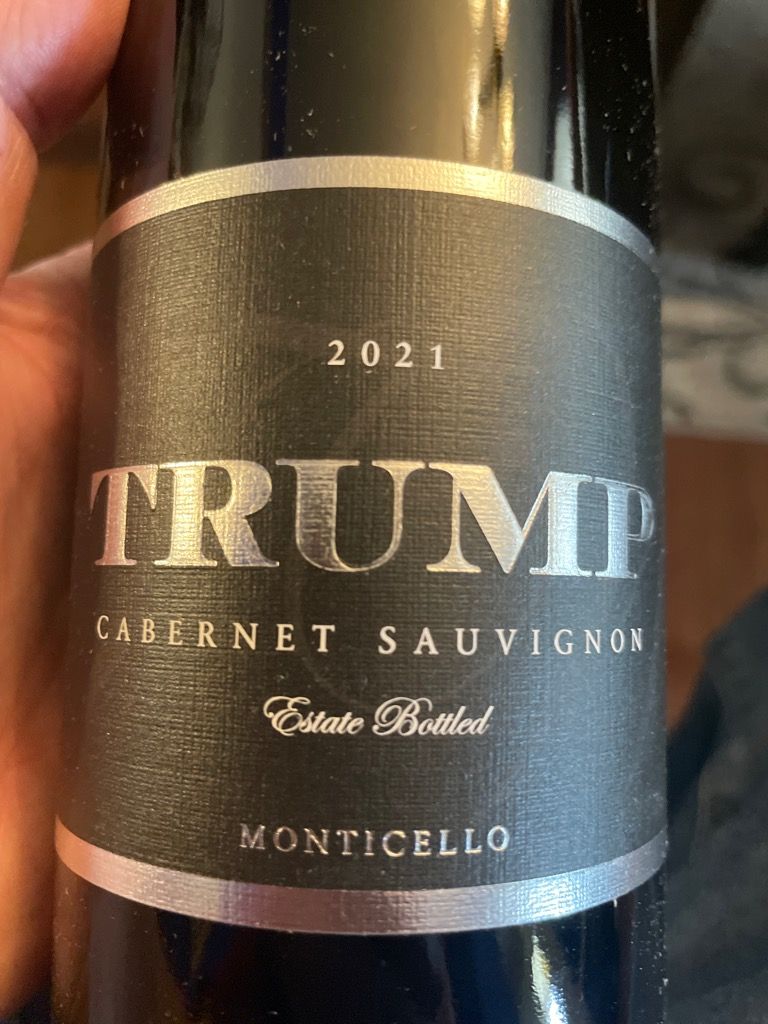 2021
TRUMP
CABERNET SAUVIGNON
Estate Bottled
MONTICELLO